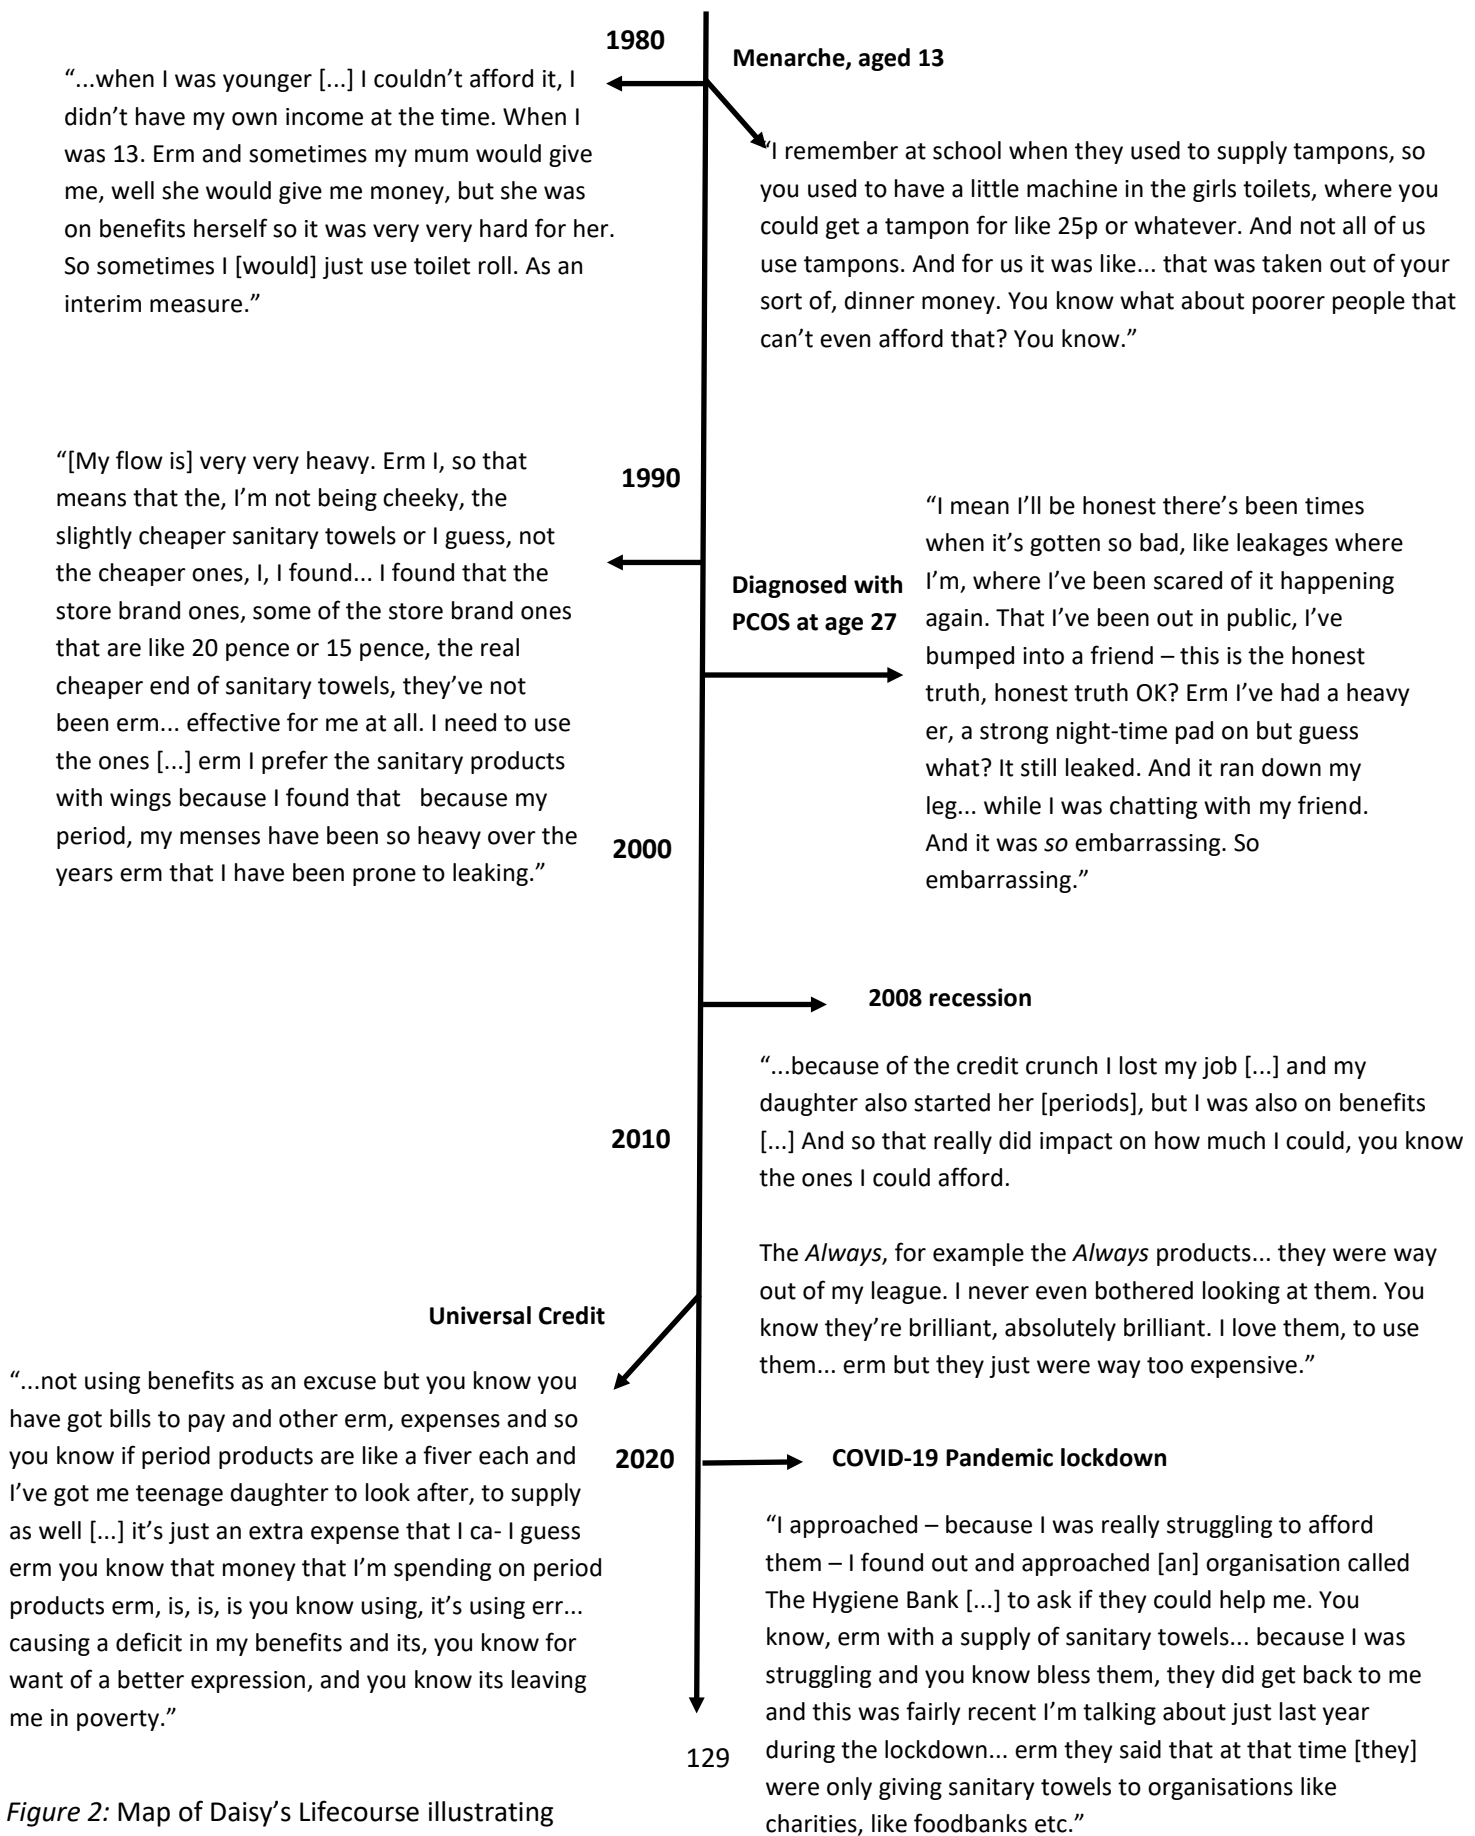 1980
Menarche, aged 13
“...when I was younger [...] I couldn’t afford it, I
didn’t have my own income at the time. When I
was 13. Erm and sometimes my mum would give
me, well she would give me money, but she was
on benefits herself so it was very very hard for her.
So sometimes I [would] just use toilet roll. As an
interim measure.”
“I remember at school when they used to supply tampons, so
you used to have a little machine in the girls toilets, where you
could get a tampon for like 25p or whatever. And not all of us
use tampons. And for us it was like... that was taken out of your
sort of, dinner money. You know what about poorer people that
can’t even afford that? You know.”
1990
“[My flow is] very very heavy. Erm I, so that
means that the, I’m not being cheeky, the
slightly cheaper sanitary towels or I guess, not
the cheaper ones, I, I found... I found that the
store brand ones, some of the store brand ones
that are like 20 pence or 15 pence, the real
cheaper end of sanitary towels, they’ve not
been erm... effective for me at all. I need to use
the ones [...] erm I prefer the sanitary products
with wings because I found that   because my
period, my menses have been so heavy over the
years erm that I have been prone to leaking.”
Diagnosed with
PCOS at age 27
“I mean I’ll be honest there’s been times
when it’s gotten so bad, like leakages where
I’m, where I’ve been scared of it happening
again. That I’ve been out in public, I’ve
bumped into a friend – this is the honest
truth, honest truth OK? Erm I’ve had a heavy
er, a strong night-time pad on but guess
what? It still leaked. And it ran down my
leg... while I was chatting with my friend.
And it was so embarrassing. So
embarrassing.”
2000
2008 recession
“...because of the credit crunch I lost my job [...] and my
daughter also started her [periods], but I was also on benefits
[...] And so that really did impact on how much I could, you know
the ones I could afford.
The Always, for example the Always products... they were way
out of my league. I never even bothered looking at them. You
know they’re brilliant, absolutely brilliant. I love them, to use
them... erm but they just were way too expensive.”
2010
Universal Credit
“...not using benefits as an excuse but you know you
have got bills to pay and other erm, expenses and so
you know if period products are like a fiver each and
I’ve got me teenage daughter to look after, to supply
as well [...] it’s just an extra expense that I ca- I guess
erm you know that money that I’m spending on period
products erm, is, is, is you know using, it’s using err...
causing a deficit in my benefits and its, you know for
want of a better expression, and you know its leaving
me in poverty.”
2020
COVID-19 Pandemic lockdown
“I approached – because I was really struggling to afford
them – I found out and approached [an] organisation called
The Hygiene Bank [...] to ask if they could help me. You
know, erm with a supply of sanitary towels... because I was
struggling and you know bless them, they did get back to me
and this was fairly recent I’m talking about just last year
during the lockdown... erm they said that at that time [they]
were only giving sanitary towels to organisations like
charities, like foodbanks etc.”
129
Figure 2: Map of Daisy’s Lifecourse illustrating